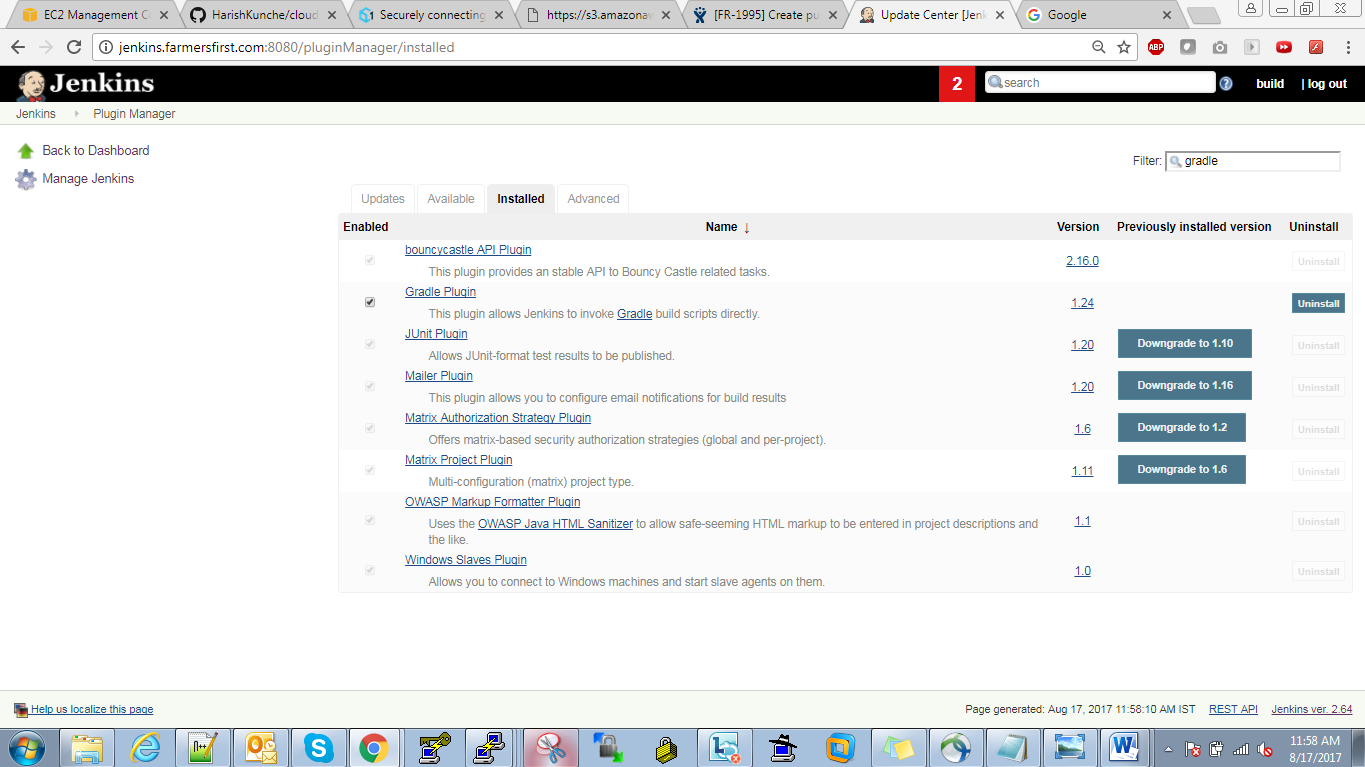 EC2 Management C
HarishKunche/cloud
Securely connecting
https://s3.amazonav
[FR-1995] Create pu
Update Center [Jenk
Google
jenkins.farmersfirst.com:8080/pluginManager/installed
ABP
Jenkins
2
search
build
| log out
Jenkins
Plugin Manager
Back to Dashboard
Manage Jenkins
Filter: gradle
Updates
Available
Installed
Advanced
Enabled
Name ↓
Version
Previously installed version
Uninstall
bouncycastle API Plugin
This plugin provides an stable API to Bouncy Castle related tasks.
2.16.0
Uninstall
Gradle Plugin
This plugin allows Jenkins to invoke Gradle build scripts directly.
1.24
Uninstall
JUnit Plugin
Allows JUnit-format test results to be published.
1.20
Downgrade to 1.10
Uninstall
Mailer Plugin
This plugin allows you to configure email notifications for build results
1.20
Downgrade to 1.16
Uninstall
Matrix Authorization Strategy Plugin
Offers matrix-based security authorization strategies (global and per-project).
1.6
Downgrade to 1.2
Uninstall
Matrix Project Plugin
Multi-configuration (matrix) project type.
1.11
Downgrade to 1.6
Uninstall
OWASP Markup Formatter Plugin
Uses the OWASP Java HTML Sanitizer to allow safe-seeming HTML markup to be entered in project descriptions and
the like.
1.1
Uninstall
Windows Slaves Plugin
Allows you to connect to Windows machines and start slave agents on them.
1.0
Uninstall
Help us localize this page
Page generated: Aug 17, 2017 11:58:10 AM IST
REST API
Jenkins ver. 2.64
11:58 AM
8/17/2017